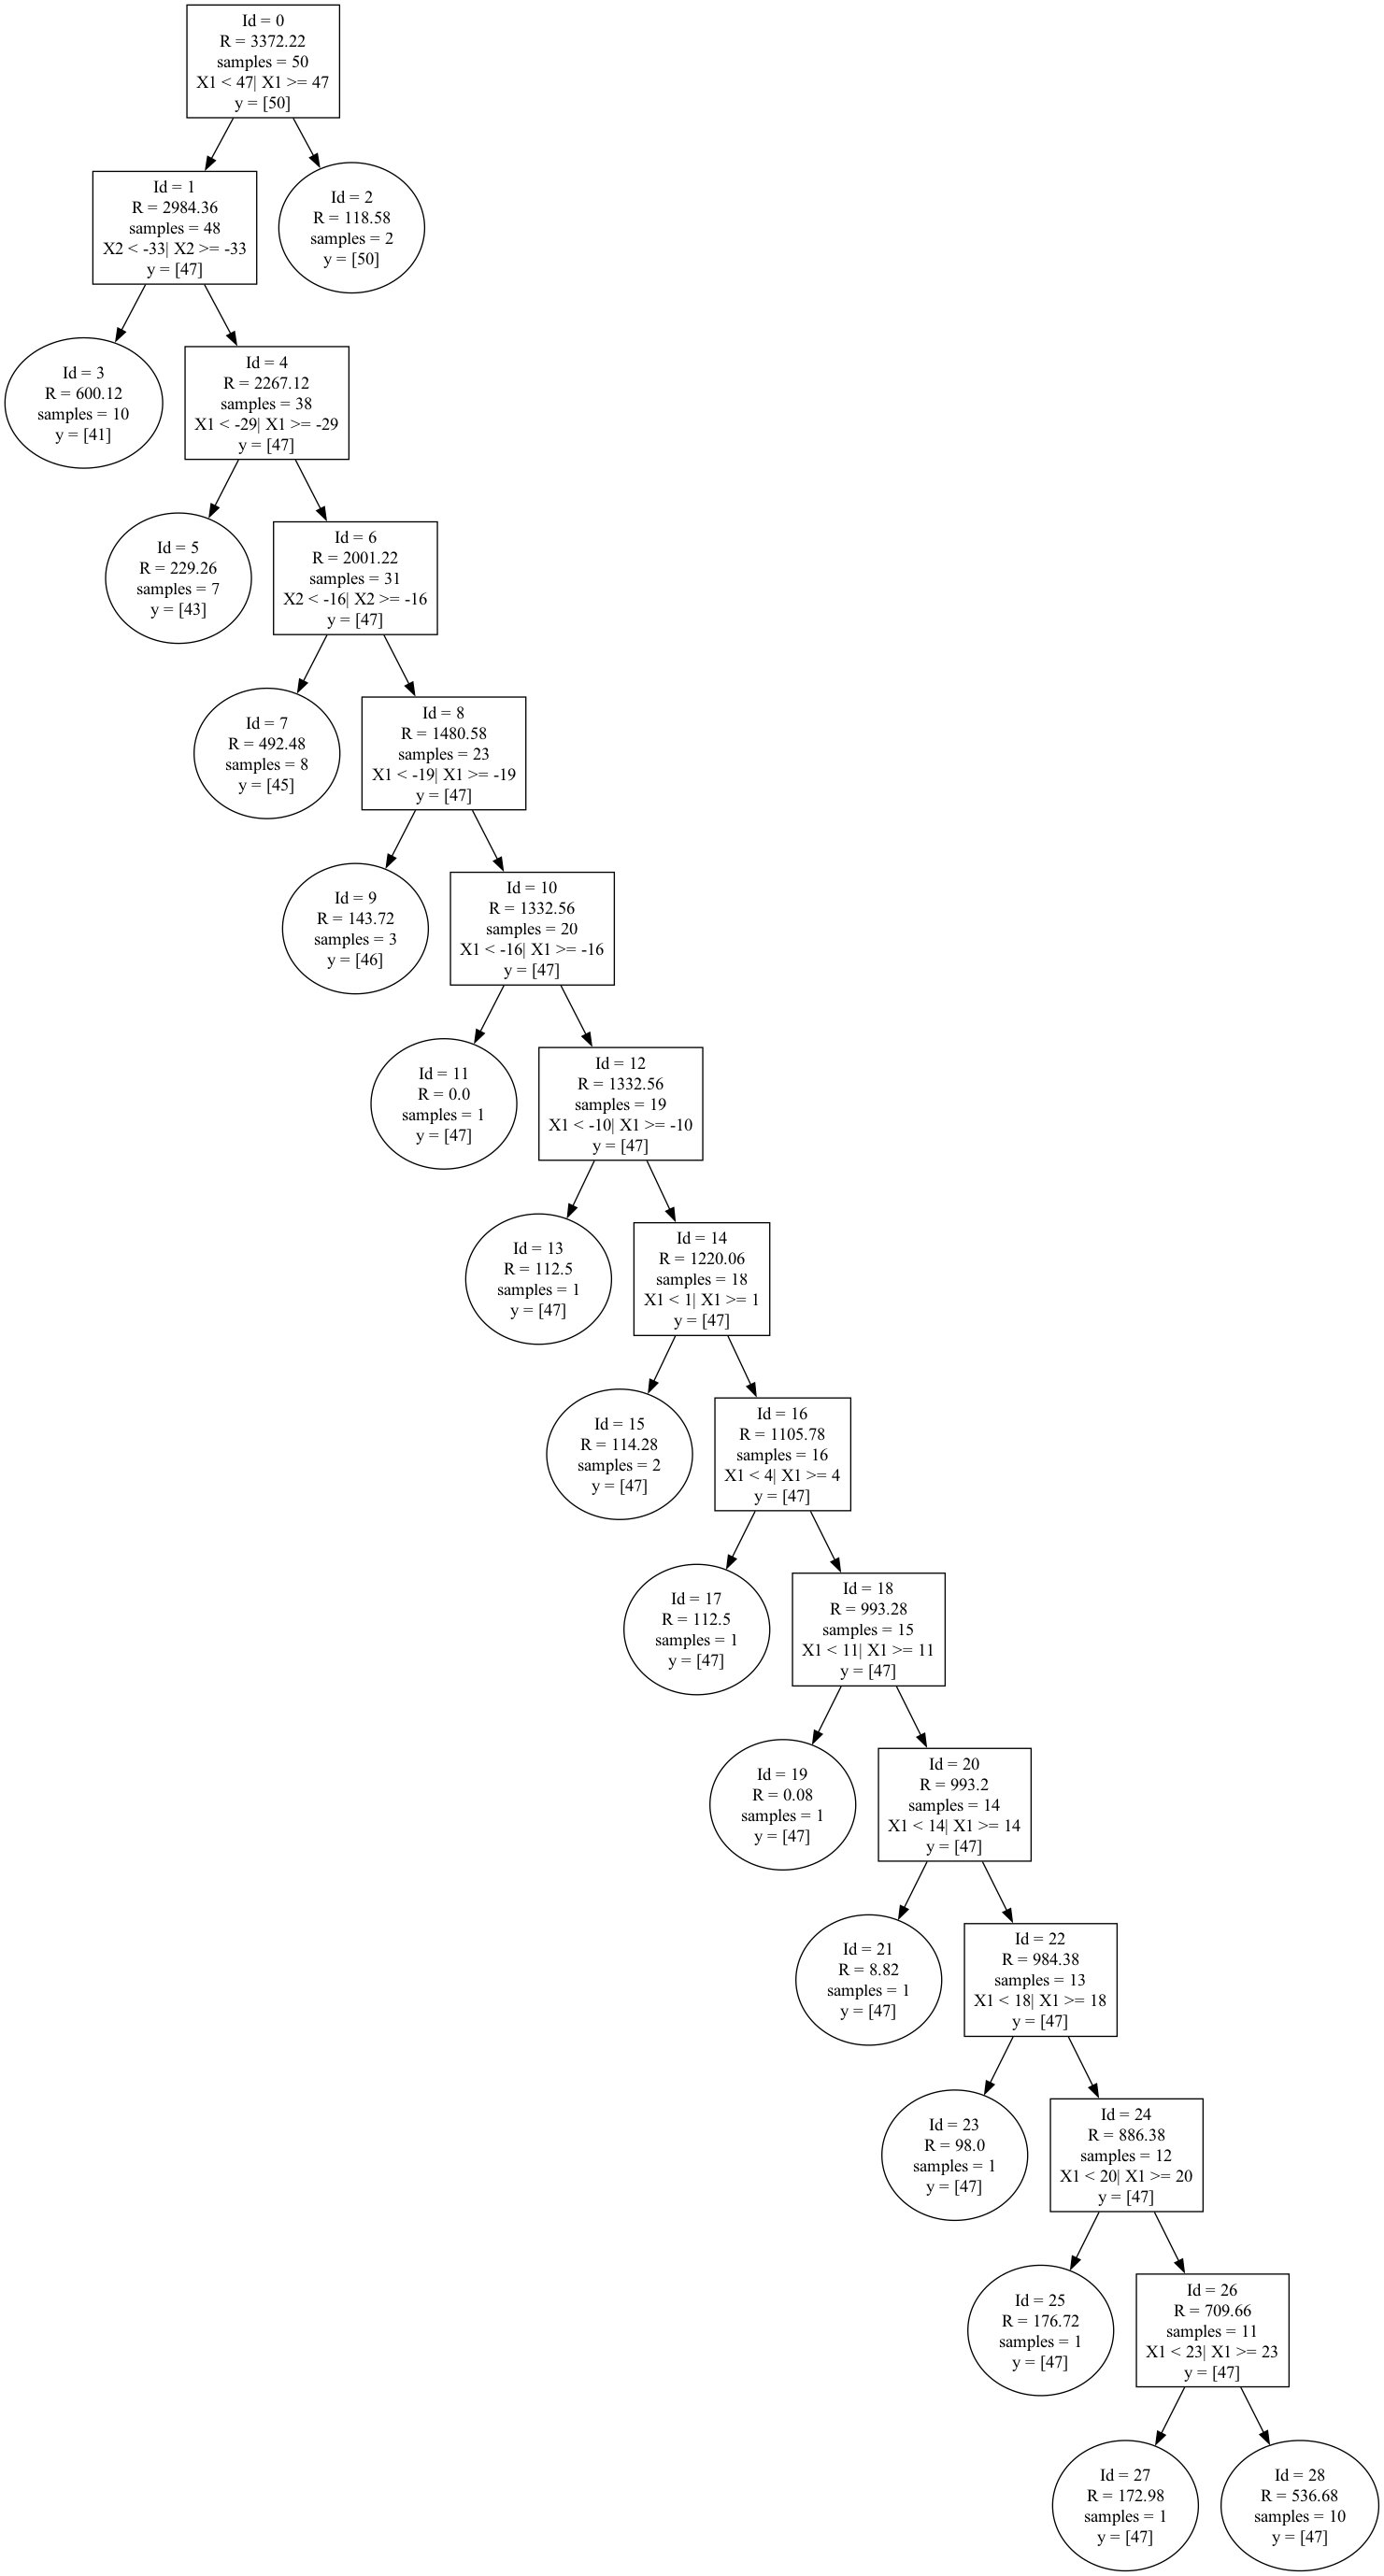 Id = 0
R = 3372.22
samples = 50
X1 < 47| X1 >= 47
y = [50]
Id = 1
R = 2984.36
samples = 48
X2 < -33| X2 >= -33
y = [47]
Id = 2
R = 118.58
samples = 2
y = [50]
Id = 3
R = 600.12
samples = 10
y = [41]
Id = 4
R = 2267.12
samples = 38
X1 < -29| X1 >= -29
y = [47]
Id = 5
R = 229.26
samples = 7
y = [43]
Id = 6
R = 2001.22
samples = 31
X2 < -16| X2 >= -16
y = [47]
Id = 7
R = 492.48
samples = 8
y = [45]
Id = 8
R = 1480.58
samples = 23
X1 < -19| X1 >= -19
y = [47]
Id = 9
R = 143.72
samples = 3
y = [46]
Id = 10
R = 1332.56
samples = 20
X1 < -16| X1 >= -16
y = [47]
Id = 11
R = 0.0
samples = 1
y = [47]
Id = 12
R = 1332.56
samples = 19
X1 < -10| X1 >= -10
y = [47]
Id = 13
R = 112.5
samples = 1
y = [47]
Id = 14
R = 1220.06
samples = 18
X1 < 1| X1 >= 1
y = [47]
Id = 15
R = 114.28
samples = 2
y = [47]
Id = 16
R = 1105.78
samples = 16
X1 < 4| X1 >= 4
y = [47]
Id = 17
R = 112.5
samples = 1
y = [47]
Id = 18
R = 993.28
samples = 15
X1 < 11| X1 >= 11
y = [47]
Id = 19
R = 0.08
samples = 1
y = [47]
Id = 20
R = 993.2
samples = 14
X1 < 14| X1 >= 14
y = [47]
Id = 21
R = 8.82
samples = 1
y = [47]
Id = 22
R = 984.38
samples = 13
X1 < 18| X1 >= 18
y = [47]
Id = 23
R = 98.0
samples = 1
y = [47]
Id = 24
R = 886.38
samples = 12
X1 < 20| X1 >= 20
y = [47]
Id = 25
R = 176.72
samples = 1
y = [47]
Id = 26
R = 709.66
samples = 11
X1 < 23| X1 >= 23
y = [47]
Id = 27
R = 172.98
samples = 1
y = [47]
Id = 28
R = 536.68
samples = 10
y = [47]